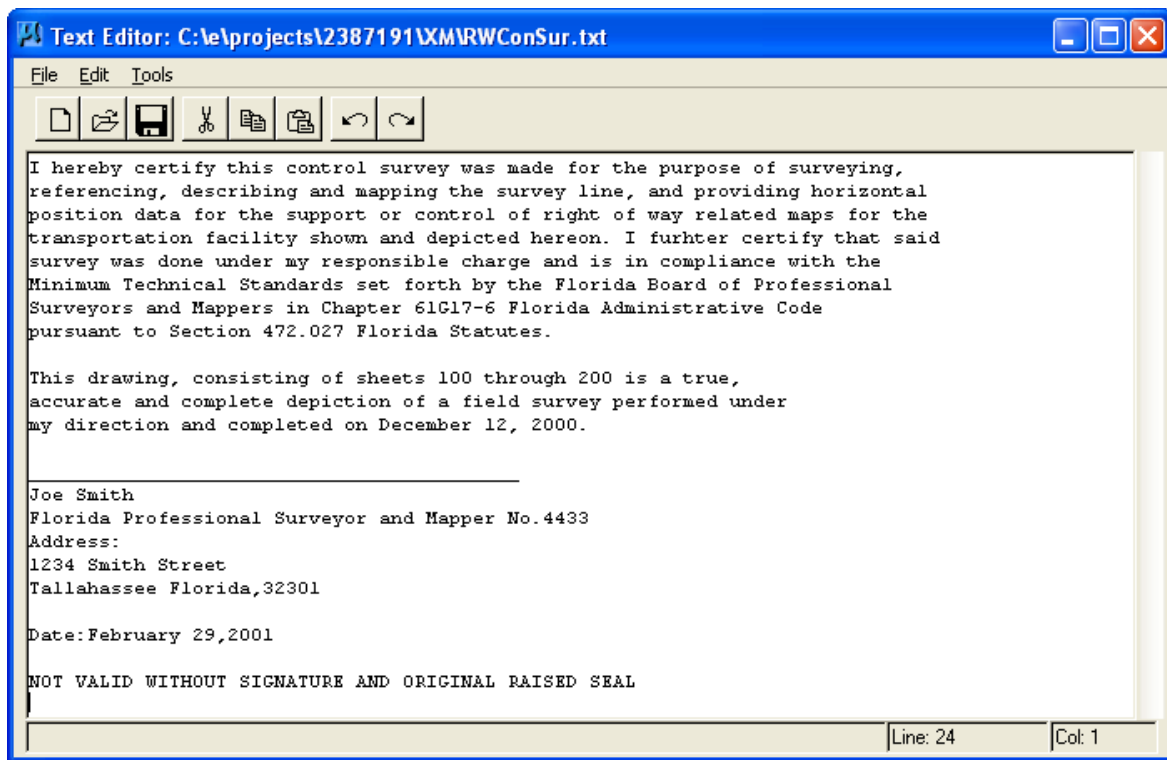 Text Editor: C:\e\projects\2387191\XM\RWConSur.txt
File Edit Tools
I hereby certify this control survey was made for the purpose of surveying,
referencing, describing and mapping the survey line, and providing horizontal
position data for the support or control of right of way related maps for the
transportation facility shown and depicted hereon. I furhter certify that said
survey was done under my responsible charge and is in compliance with the
Minimum Technical Standards set forth by the Florida Board of Professional
Surveyors and Mappers in Chapter 61G17-6 Florida Administrative Code
pursuant to Section 472.027 Florida Statutes.
This drawing, consisting of sheets 100 through 200 is a true,
accurate and complete depiction of a field survey performed under
my direction and completed on December 12, 2000.
Joe Smith
Florida Professional Surveyor and Mapper No.4433
Address:
1234 Smith Street
Tallahassee Florida,32301
Date:February 29,2001
NOT VALID WITHOUT SIGNATURE AND ORIGINAL RAISED SEAL
Line: 24 Col: 1